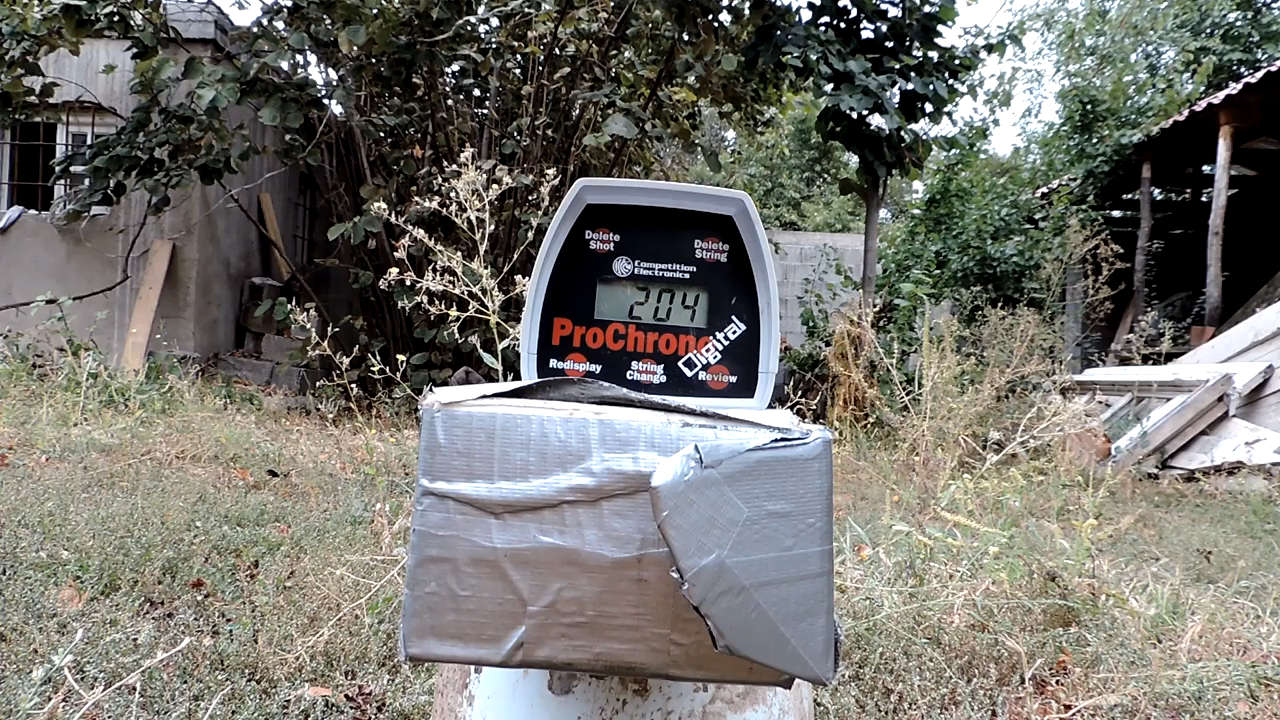 Delete
Shot
Delete
String
Competition
Electronics
204
ProChrono
Digital
Redisplay
String
Change
Review